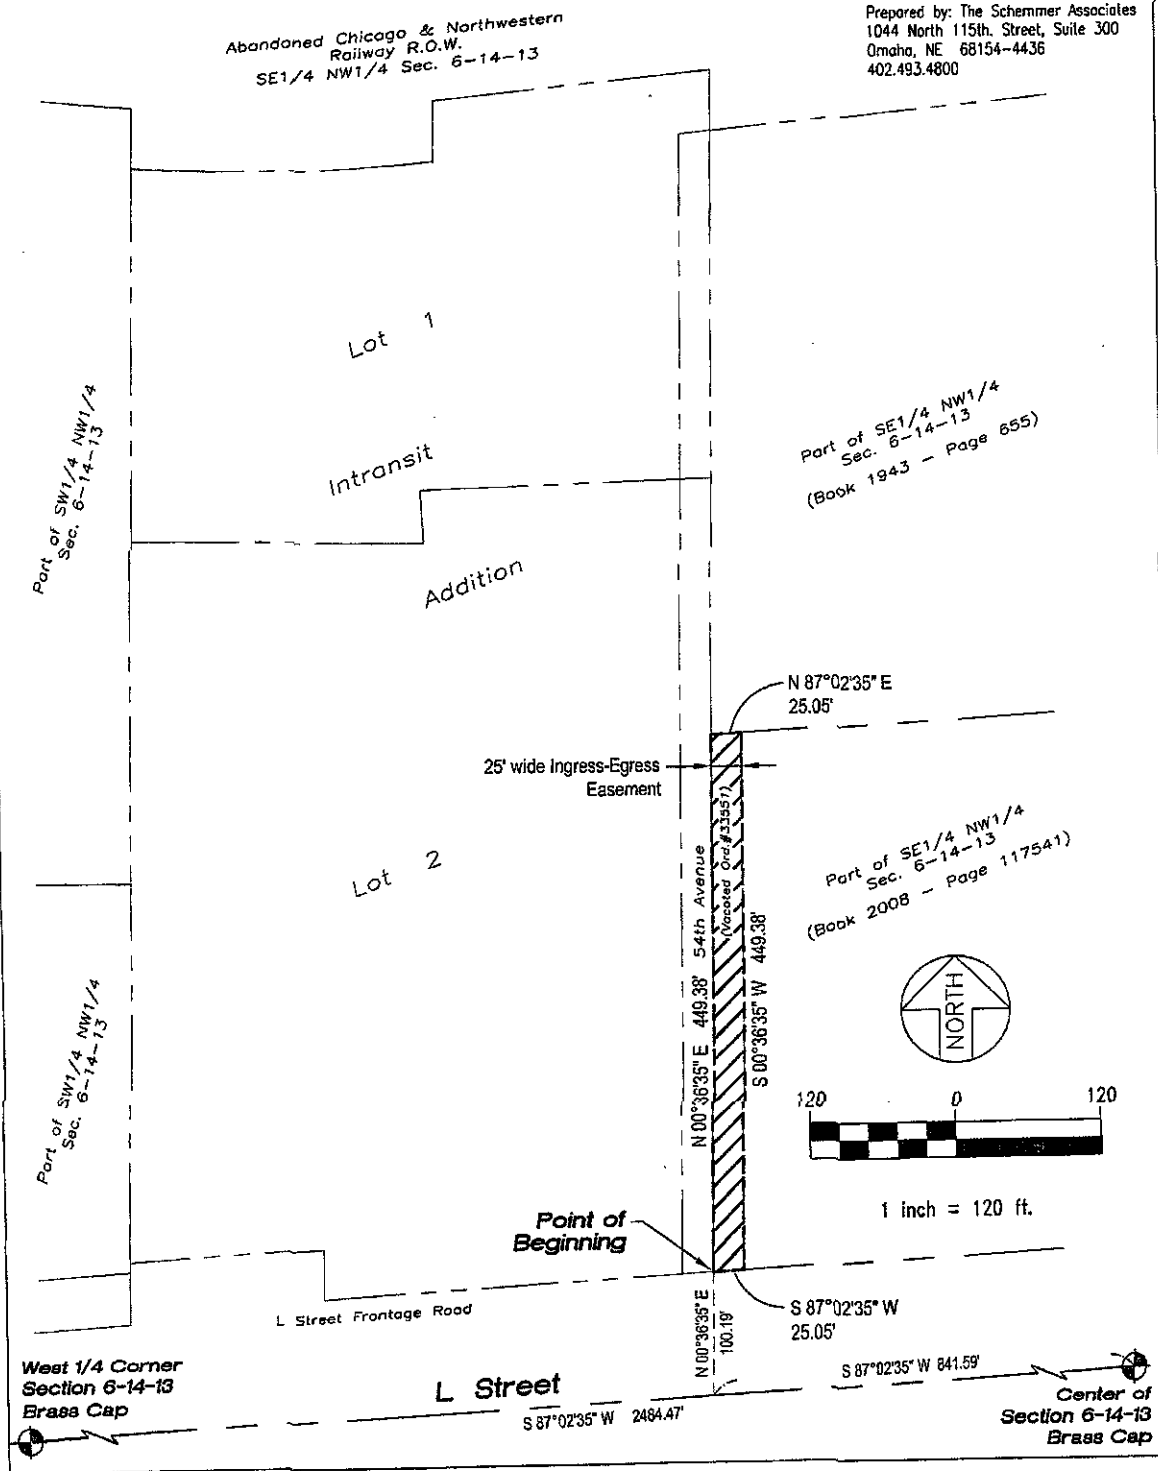 Prepared by: The Schemmer Associates
1044 North 115th. Street, Suite 300
Omaha, NE 68154-4436
402.493.4800
Abandoned Chicago & Northwestern
Railway R.O.W.
SE1/4 NW1/4 Sec. 6-14-13
Lot 1
Part of SW1/4 NW1/4
Sec. 6-14-13
Part of SE1/4 NW1/4
Sec. 6-14-13
(Book 1943 - Page 655)
Intransit
Addition
N 87°02'35" E
25.05'
25' wide Ingress-Egress
Easement
Lot 2
54th Avenue
(Vacated Ord.#33551)
N 00°36'35" E 449.38'
S 00°36'35" W 449.38'
Part of SE1/4 NW1/4
Sec. 6-14-13
(Book 2008 - Page 117541)
NORTH
Part of SW1/4 NW1/4
Sec. 6-14-13
120 0 120
1 inch = 120 ft.
Point of
Beginning
S 87°02'35" W
25.05'
L Street Frontage Road
N 00°36'35" E
100.19'
West 1/4 Corner
Section 6-14-13
Brass Cap
L Street
S 87°02'35" W 2484.47'
S 87°02'35" W 841.59'
Center of
Section 6-14-13
Brass Cap